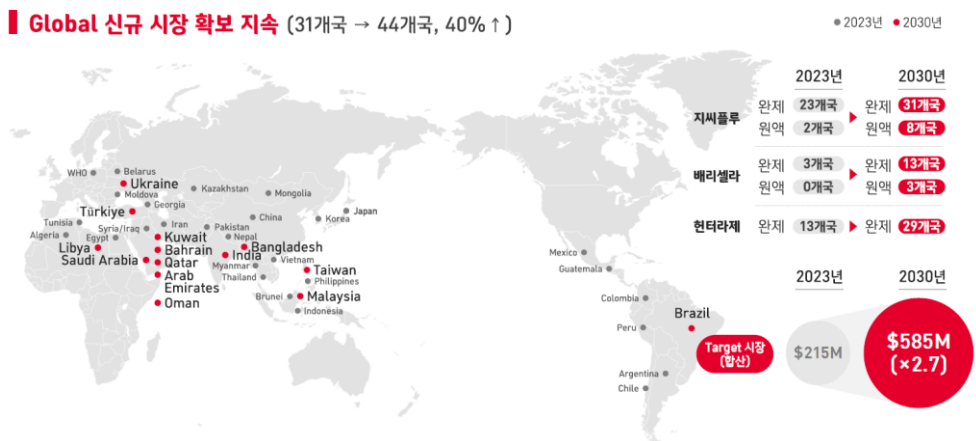 Global 신규 시장 확보 지속 (31개국 → 44개국, 40%↑)
● 2023년 ● 2030년
WHO
Belarus
Ukraine
Moldova
Georgia
Kazakhstan
Mongolia
Türkiye
Tunisia
Syria/Iraq
Iran
Pakistan
China
Korea
Japan
Algeria
Egypt
Kuwait
Nepal
Libya
Bahrain
India
Bangladesh
Saudi Arabia
Qatar
Myanmar
Vietnam
Arab
Emirates
Thailand
Taiwan
Philippines
Oman
Brunei
Malaysia
Indonesia
Mexico
Guatemala
Colombia
Brazil
Peru
Argentina
Chile
2023년 2030년
지씨플루
완제 23개국 ▶ 완제 31개국
원액 2개국 원액 8개국
배리셀라
완제 3개국 ▶ 완제 13개국
원액 0개국 원액 3개국
헌터라제 완제 13개국 ▶ 완제 29개국
2023년 2030년
Target 시장
(합산)
$215M
$585M
(×2.7)